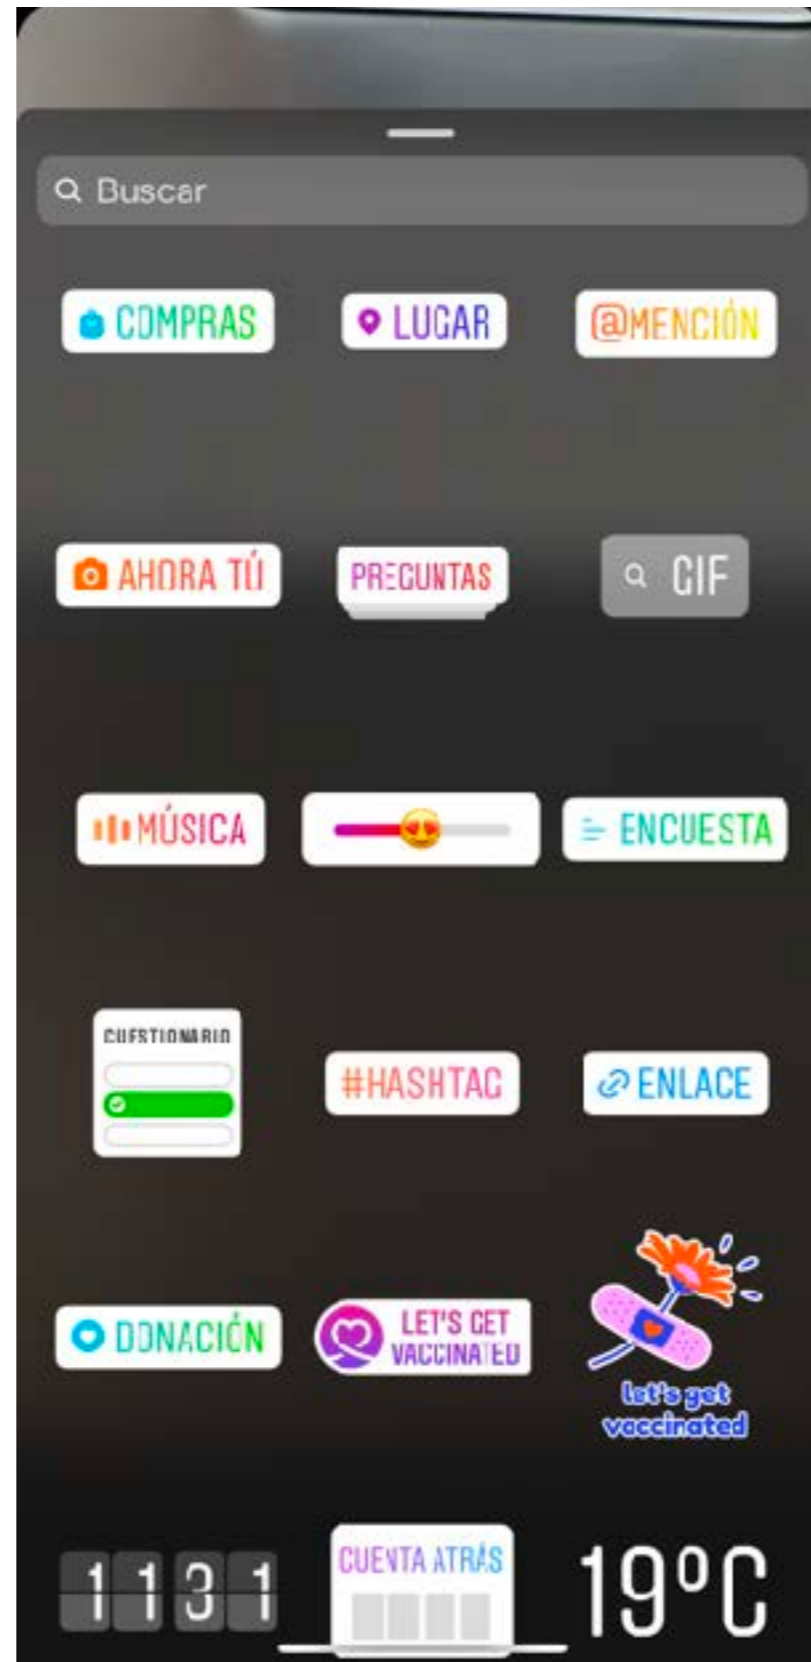 Buscar
COMPRAS
LUGAR
@MENCIÓN
AHORA TÚ
PREGUNTAS
GIF
MÚSICA
ENCUESTA
CUESTIONARIO
#HASHTAG
ENLACE
DONACIÓN
LET'S GET
VACCINATED
let's get
vaccinated
1131
CUENTA ATRÁS
19ºC